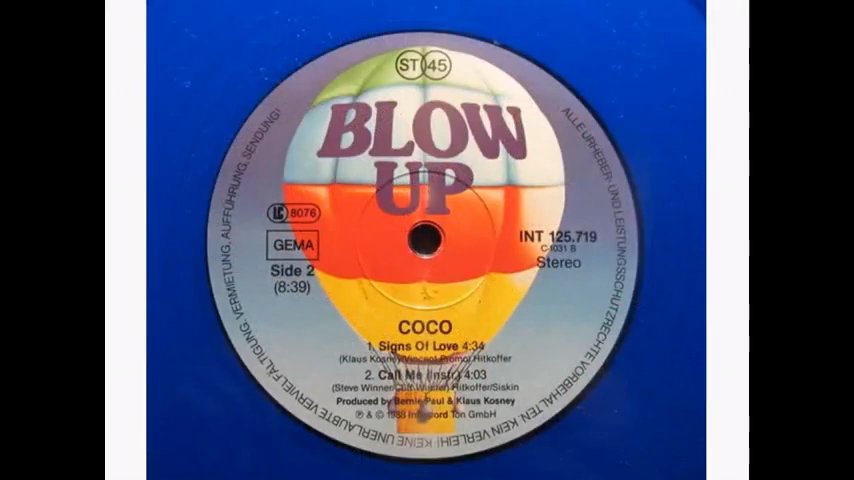 ST 45
BLOW
UP
LC 8076
GEMA
Side 2
(8:39)
INT 125.719
C-1031 B
Stereo
COCO
1. Signs Of Love 4:34
(Klaus Kosney/Vincent Promo) Hitkoffer
2. Call Me (Instr.) 4:03
(Steve Winner/Cliff Wilder) Hitkoffer/Siskin
Produced by Bernie Paul & Klaus Kosney
℗ & © 1988 Intercord Ton GmbH
ALLE URHEBER- UND LEISTUNGSSCHUTZRECHTE VORBEHALTEN. KEIN VERLEIH! KEINE UNERLAUBTE VERVIELFÄLTIGUNG, VERMIETUNG, AUFFÜHRUNG, SENDUNG!